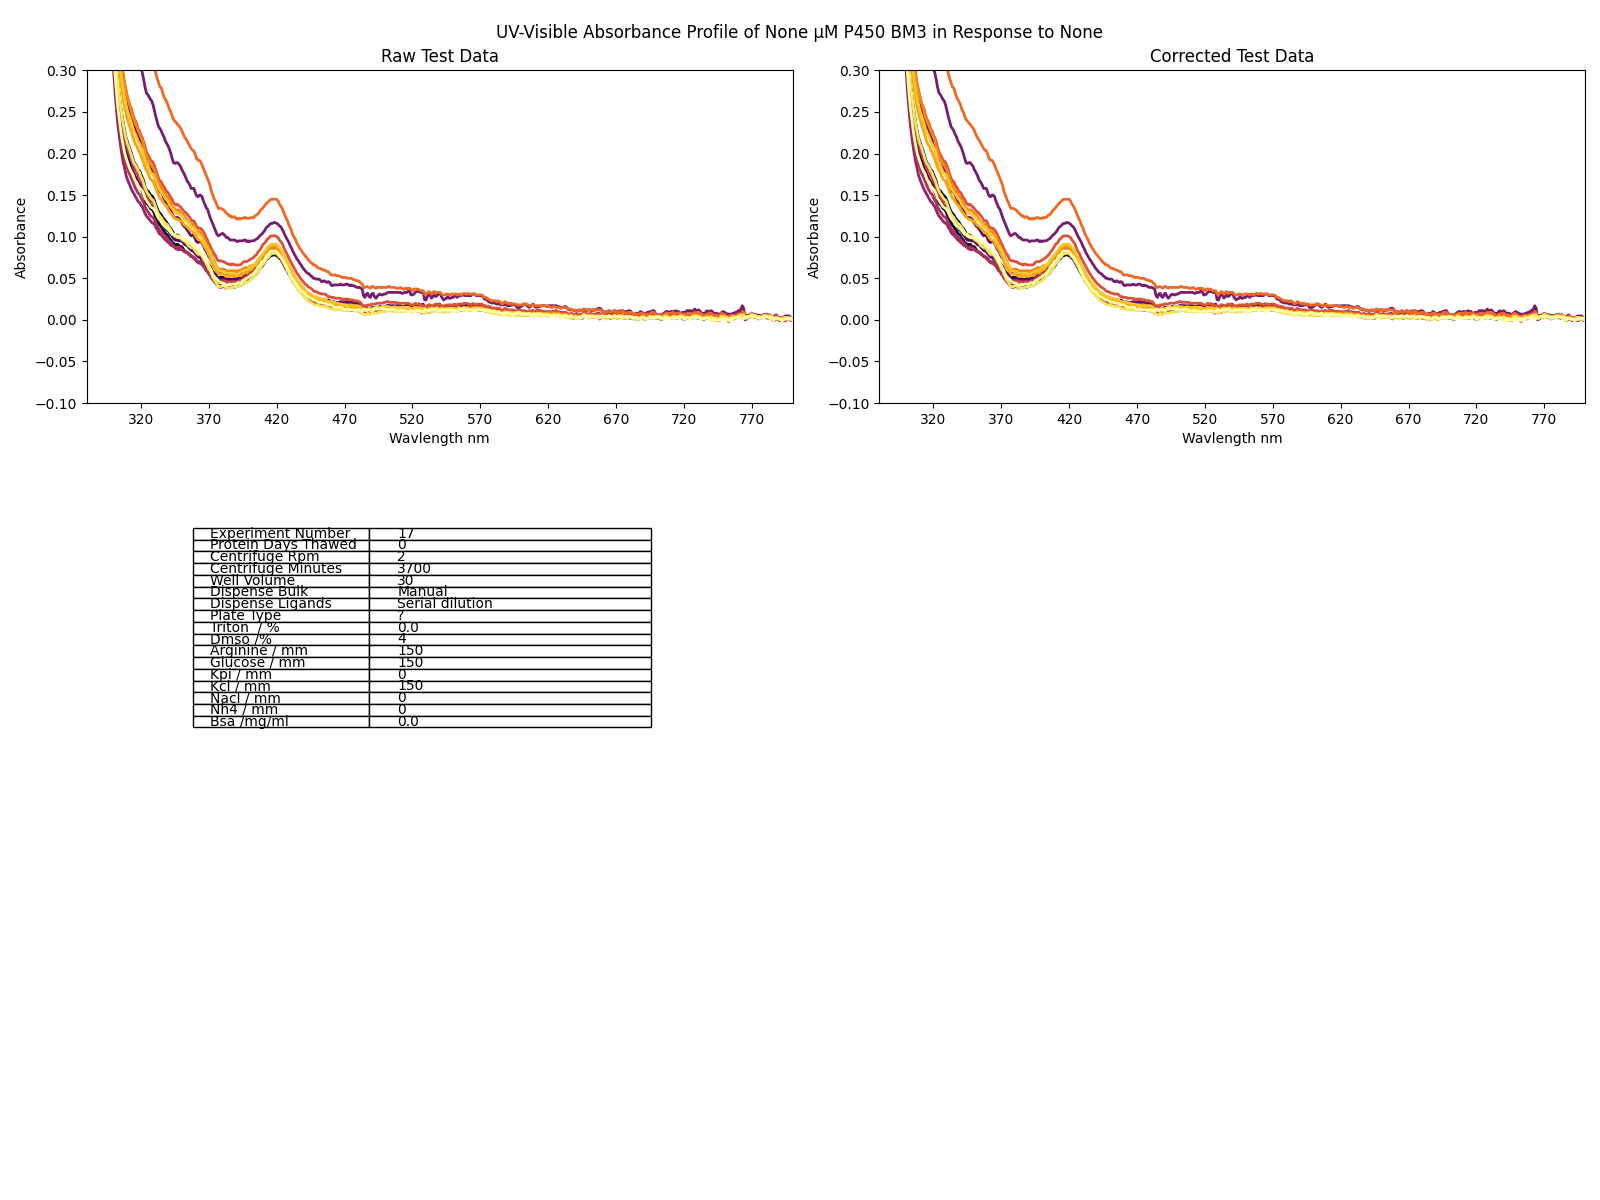 UV-Visible Absorbance Profile of None μM P450 BM3 in Response to None
Raw Test Data
0.30
0.25
0.20
0.15
0.10
0.05
0.00
−0.05
−0.10
Absorbance
320 370 420 470 520 570 620 670 720 770
Wavlength nm
Corrected Test Data
0.30
0.25
0.20
0.15
0.10
0.05
0.00
−0.05
−0.10
Absorbance
320 370 420 470 520 570 620 670 720 770
Wavlength nm
Experiment Number 17
Protein Days Thawed 0
Centrifuge Rpm 2
Centrifuge Minutes 3700
Well Volume 30
Dispense Bulk Manual
Dispense Ligands Serial dilution
Plate Type ?
Triton / % 0.0
Dmso /% 4
Arginine / mm 150
Glucose / mm 150
Kpi / mm 0
Kcl / mm 150
Nacl / mm 0
Nh4 / mm 0
Bsa /mg/ml 0.0